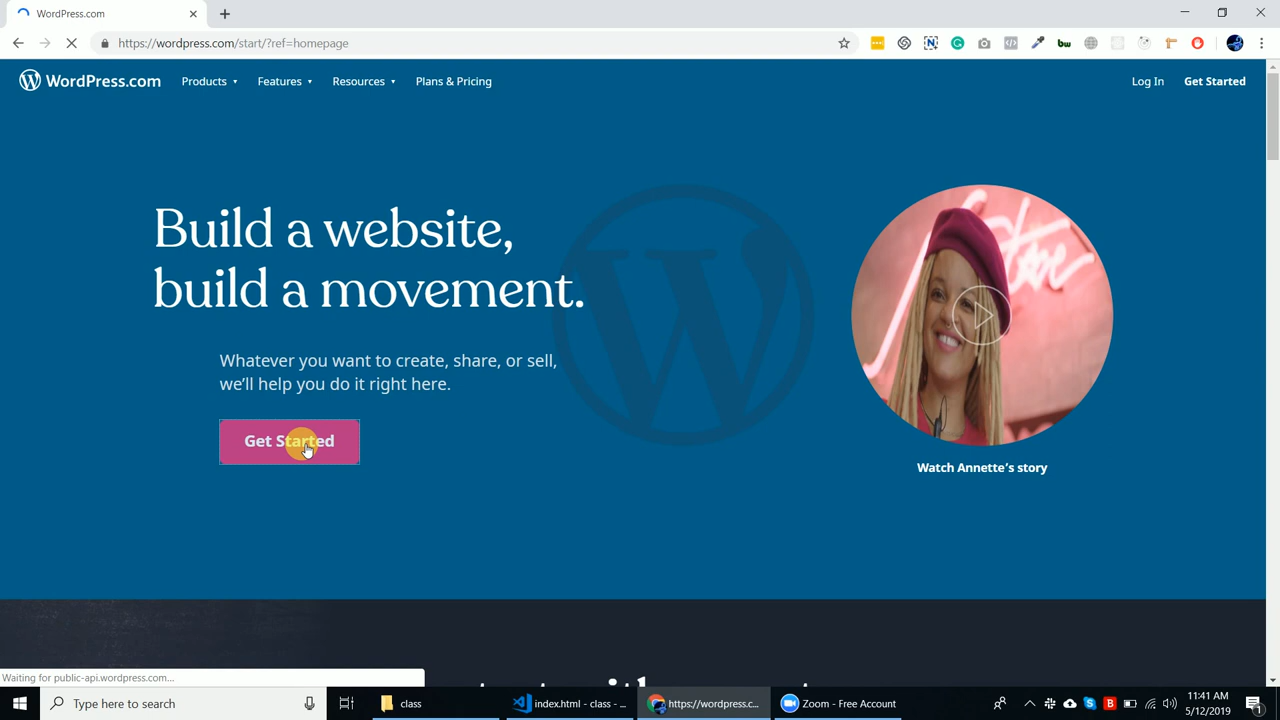 WordPress.com
https://wordpress.com/start/?ref=homepage
WordPress.com Products Features Resources Plans & Pricing Log In Get Started
Build a website,
build a movement.
Whatever you want to create, share, or sell,
we'll help you do it right here.
Get Started
Watch Annette's story
Waiting for public-api.wordpress.com...
Type here to search
class
index.html - class - ...
https://wordpress.c...
Zoom - Free Account
11:41 AM
5/12/2019